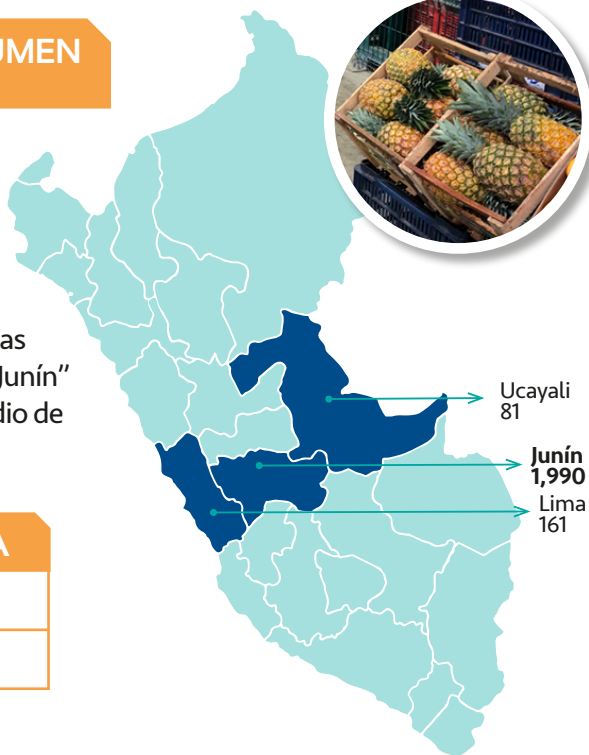 UMEN
as
Junín”
dio de
A
Ucayali
81
Junín
1,990
Lima
161